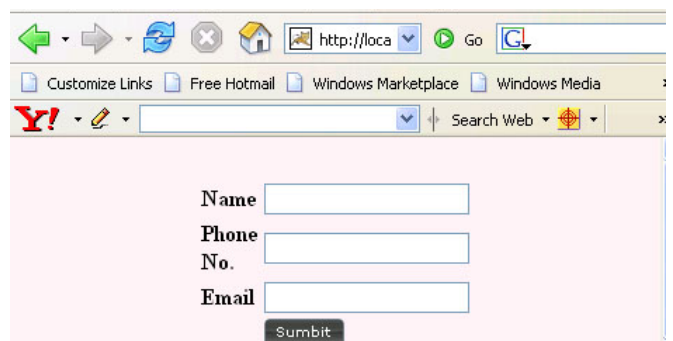 http://loca Go G
Customize Links Free Hotmail Windows Marketplace Windows Media »
Y! Search Web »
Name
Phone
No.
Email
Sumbit